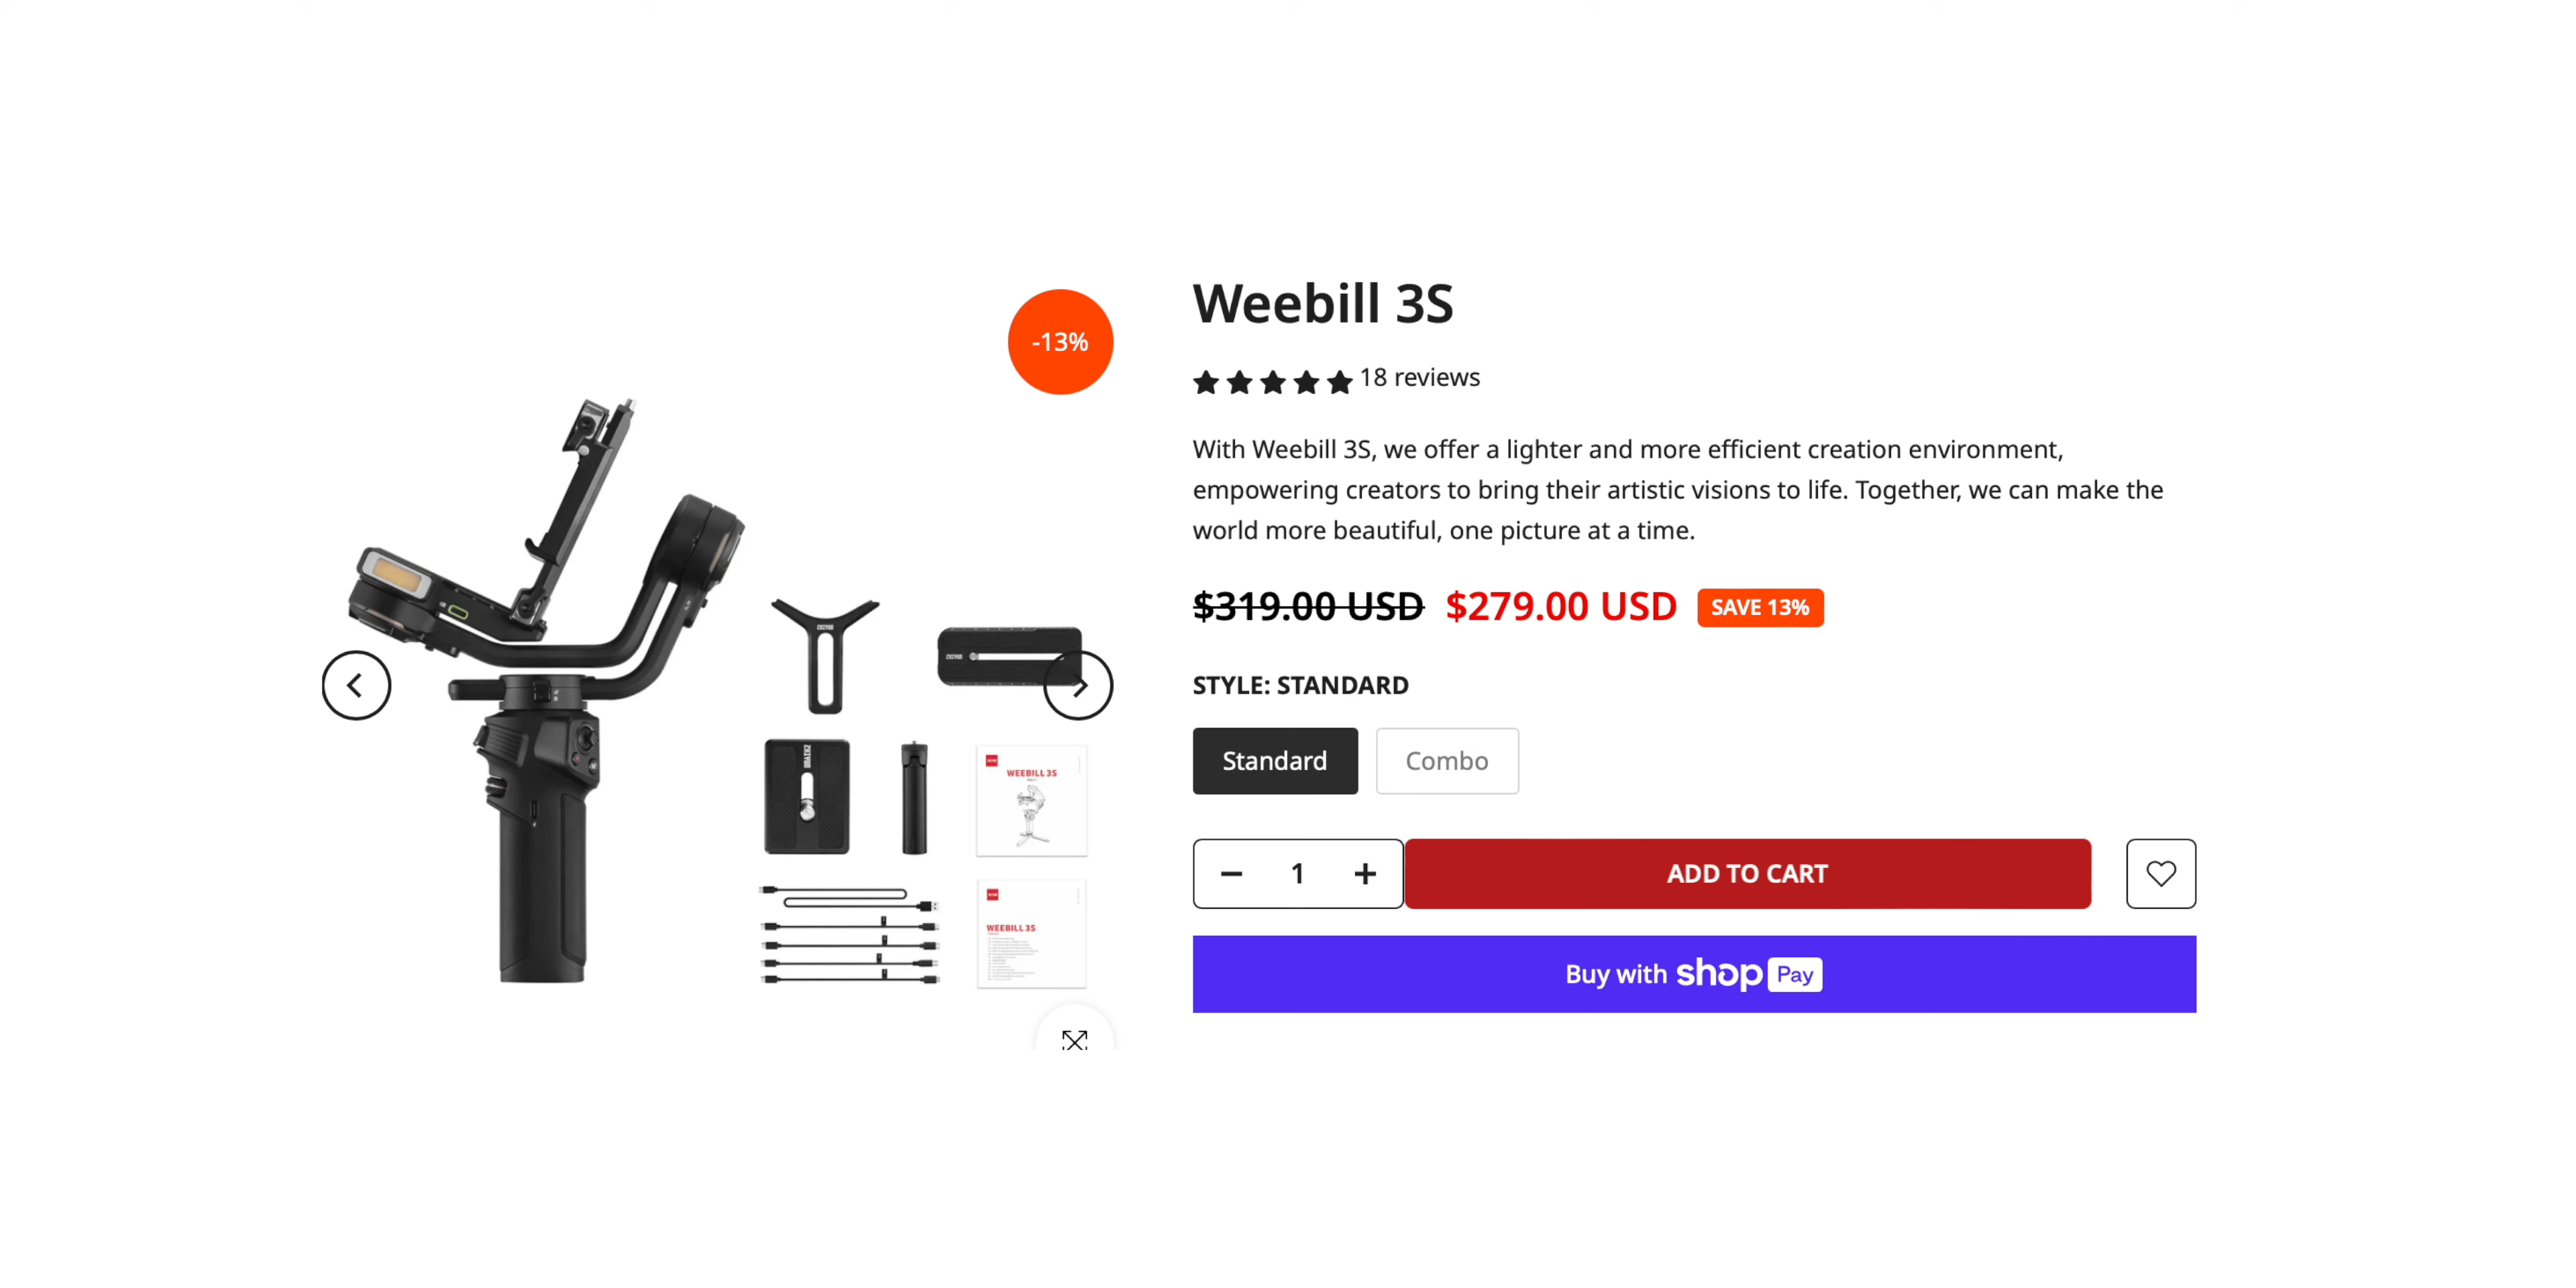 -13%
Weebill 3S
18 reviews
With Weebill 3S, we offer a lighter and more efficient creation environment,
empowering creators to bring their artistic visions to life. Together, we can make the
world more beautiful, one picture at a time.
$319.00 USD $279.00 USD SAVE 13%
STYLE: STANDARD
Standard Combo
1 ADD TO CART
Buy with shop Pay
WEEBILL 3S
WEEBILL 3S